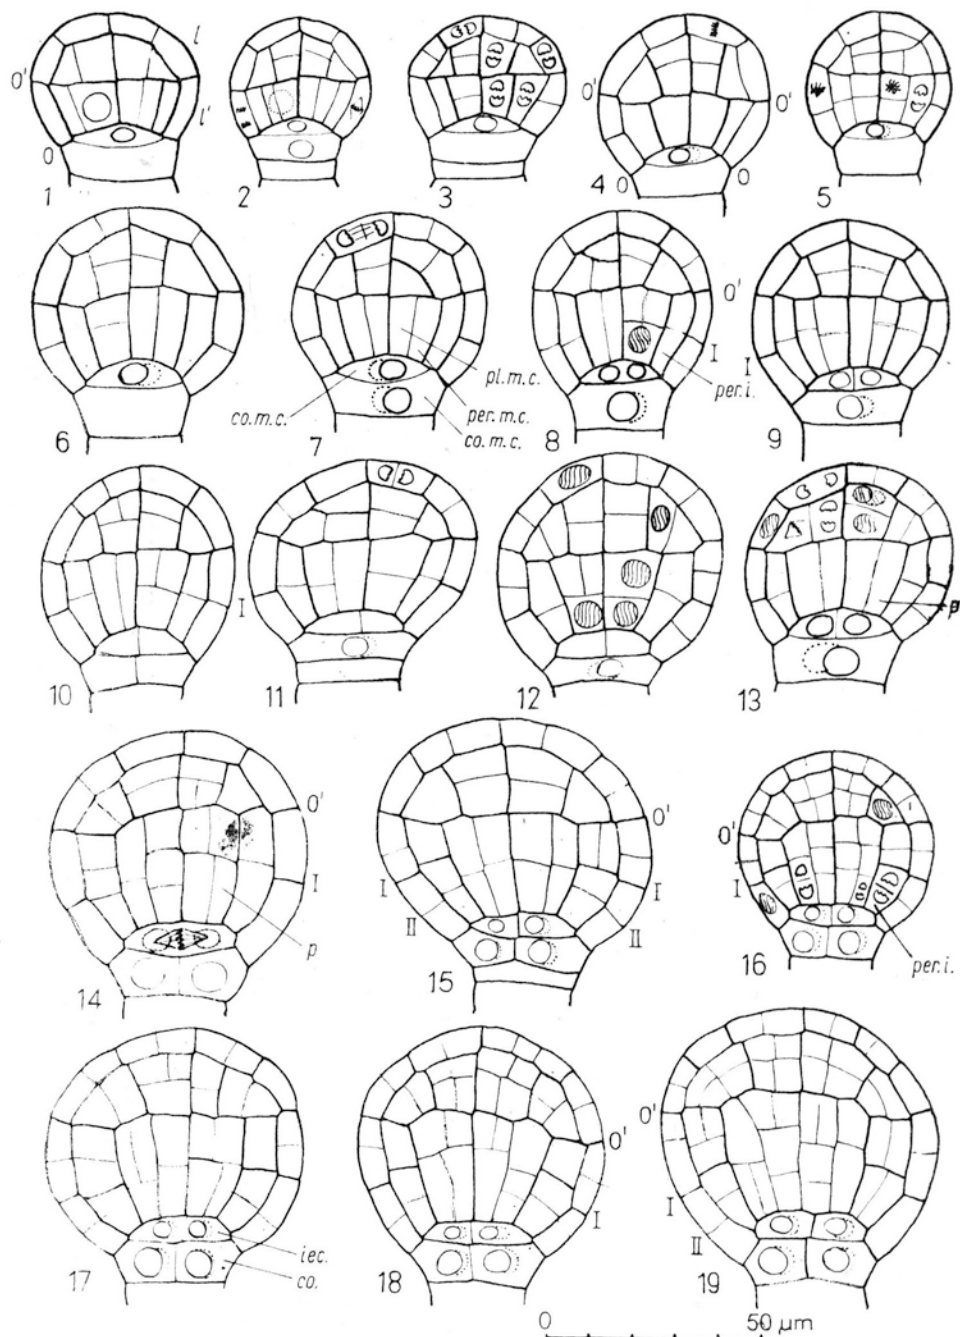 l
O'
l'
O
1
2
3
O' O'
O O
4
5
6
co.m.c.
pl.m.c.
per.m.c.
co.m.c.
7
O'
I
per.i.
8
I
9
10
I
11
12
p
13
O'
I
p
14
O'
I I
II II
15
O'
I
per.i.
16
iec.
co.
17
O'
I
18
O'
I
II
19
0 50 µm